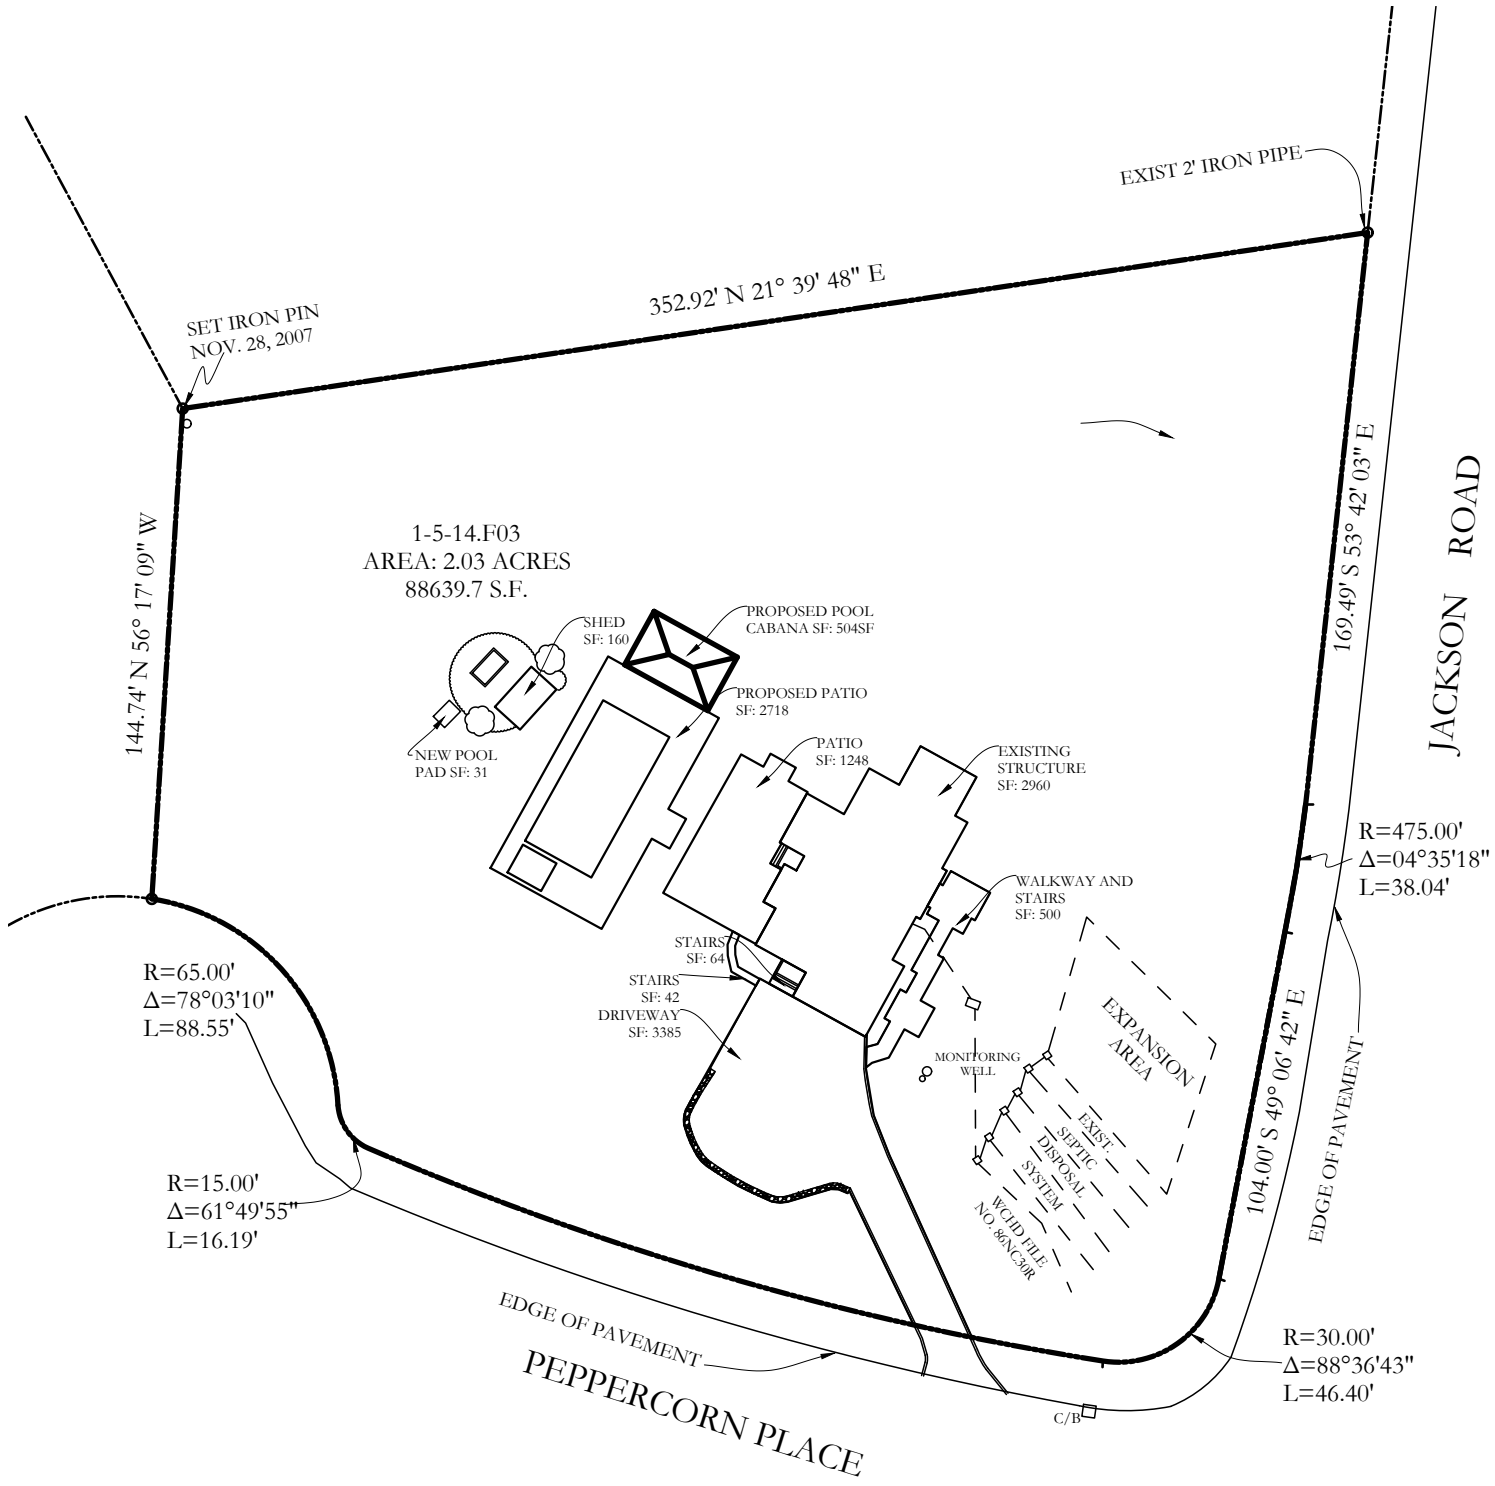 EXIST 2' IRON PIPE
352.92' N 21° 39' 48" E
SET IRON PIN
NOV. 28, 2007
144.74' N 56° 17' 09" W
169.49' S 53° 42' 03" E
JACKSON ROAD
1-5-14.F03
AREA: 2.03 ACRES
88639.7 S.F.
SHED
SF: 160
PROPOSED POOL
CABANA SF: 504SF
PROPOSED PATIO
SF: 2718
NEW POOL
PAD SF: 31
PATIO
SF: 1248
EXISTING
STRUCTURE
SF: 2960
R=475.00'
Δ=04°35'18"
L=38.04'
WALKWAY AND
STAIRS
SF: 500
STAIRS
SF: 64
STAIRS
SF: 42
DRIVEWAY
SF: 3385
R=65.00'
Δ=78°03'10"
L=88.55'
MONITORING
WELL
EXPANSION
AREA
EXIST.
SEPTIC
DISPOSAL
SYSTEM
WCHD FILE
NO. 86NC30R
104.00' S 49° 06' 42" E
EDGE OF PAVEMENT
R=15.00'
Δ=61°49'55"
L=16.19'
EDGE OF PAVEMENT
PEPPERCORN PLACE
R=30.00'
Δ=88°36'43"
L=46.40'
C/B